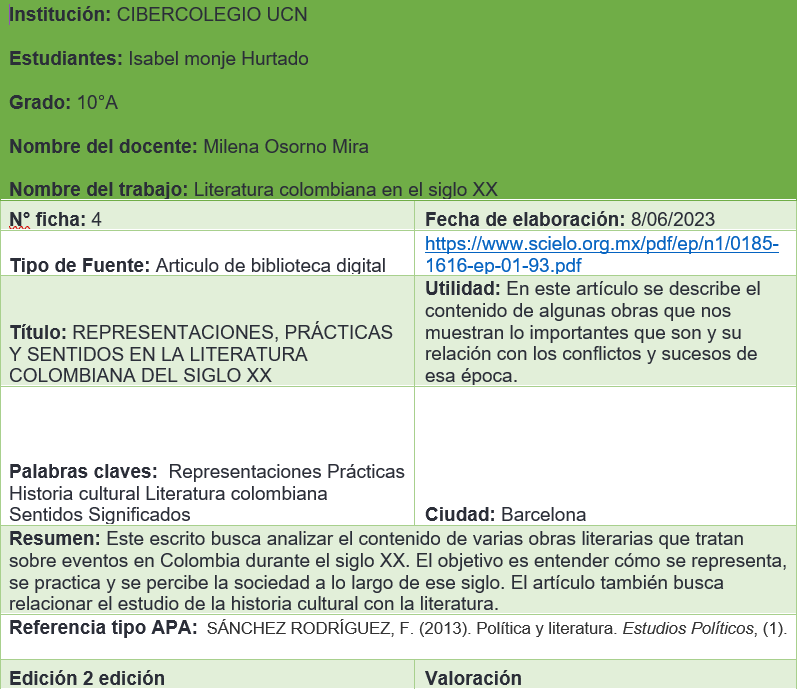 Institución: CIBERCOLEGIO UCN
Estudiantes: Isabel monje Hurtado
Grado: 10°A
Nombre del docente: Milena Osorno Mira
Nombre del trabajo: Literatura colombiana en el siglo XX
N° ficha: 4
Fecha de elaboración: 8/06/2023
Tipo de Fuente: Articulo de biblioteca digital
https://www.scielo.org.mx/pdf/ep/n1/0185-
1616-ep-01-93.pdf
Título: REPRESENTACIONES, PRÁCTICAS
Y SENTIDOS EN LA LITERATURA
COLOMBIANA DEL SIGLO XX
Utilidad: En este artículo se describe el
contenido de algunas obras que nos
muestran lo importantes que son y su
relación con los conflictos y sucesos de
esa época.
Palabras claves:  Representaciones Prácticas
Historia cultural Literatura colombiana
Sentidos Significados
Ciudad: Barcelona
Resumen: Este escrito busca analizar el contenido de varias obras literarias que tratan
sobre eventos en Colombia durante el siglo XX. El objetivo es entender cómo se representa,
se practica y se percibe la sociedad a lo largo de ese siglo. El artículo también busca
relacionar el estudio de la historia cultural con la literatura.
Referencia tipo APA:  SÁNCHEZ RODRÍGUEZ, F. (2013). Política y literatura. Estudios Políticos, (1).
Edición 2 edición
Valoración